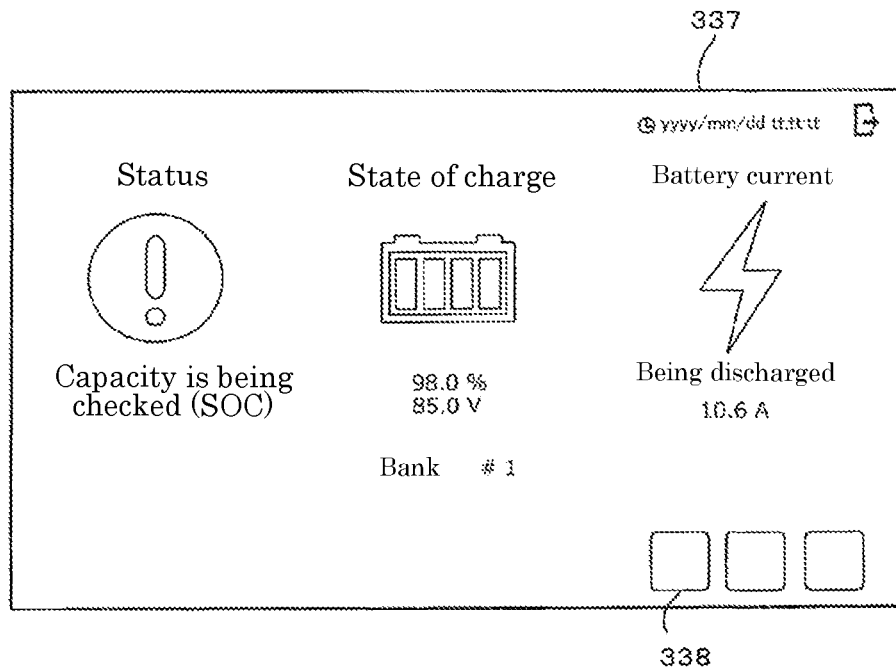 337
yyyy/mm/dd tt:tt:tt
Status
State of charge
Battery current
Capacity is being
checked (SOC)
98.0 %
85.0 V
Being discharged
10.6 A
Bank # 1
338